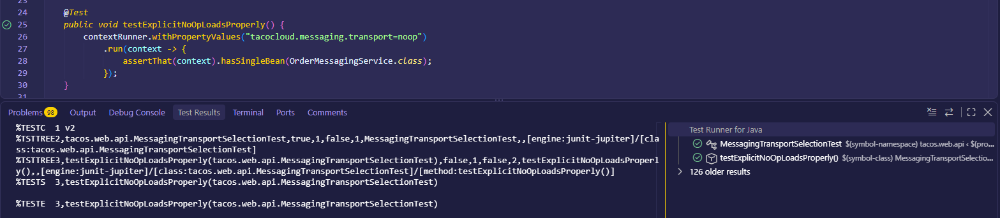 23
24 @Test
25 public void testExplicitNoOpLoadsProperly() {
26 contextRunner.withPropertyValues("tacocloud.messaging.transport=noop")
27 .run(context -> {
28 assertThat(context).hasSingleBean(OrderMessagingService.class);
29 });
30 }
31
Problems 98 Output Debug Console Test Results Terminal Ports Comments
%TESTC 1 v2
%TSTTREE2,tacos.web.api.MessagingTransportSelectionTest,true,1,false,1,MessagingTransportSelectionTest,,[engine:junit-jupiter]/[cla
ss:tacos.web.api.MessagingTransportSelectionTest]
%TSTTREE3,testExplicitNoOpLoadsProperly(tacos.web.api.MessagingTransportSelectionTest),false,1,false,2,testExplicitNoOpLoadsProperl
y(),,[engine:junit-jupiter]/[class:tacos.web.api.MessagingTransportSelectionTest]/[method:testExplicitNoOpLoadsProperly()]
%TESTS 3,testExplicitNoOpLoadsProperly(tacos.web.api.MessagingTransportSelectionTest)
%TESTE 3,testExplicitNoOpLoadsProperly(tacos.web.api.MessagingTransportSelectionTest)
Test Runner for Java
MessagingTransportSelectionTest $(symbol-namespace) tacos.web.api < $(pro...
testExplicitNoOpLoadsProperly() $(symbol-class) MessagingTransportSelectio...
126 older results